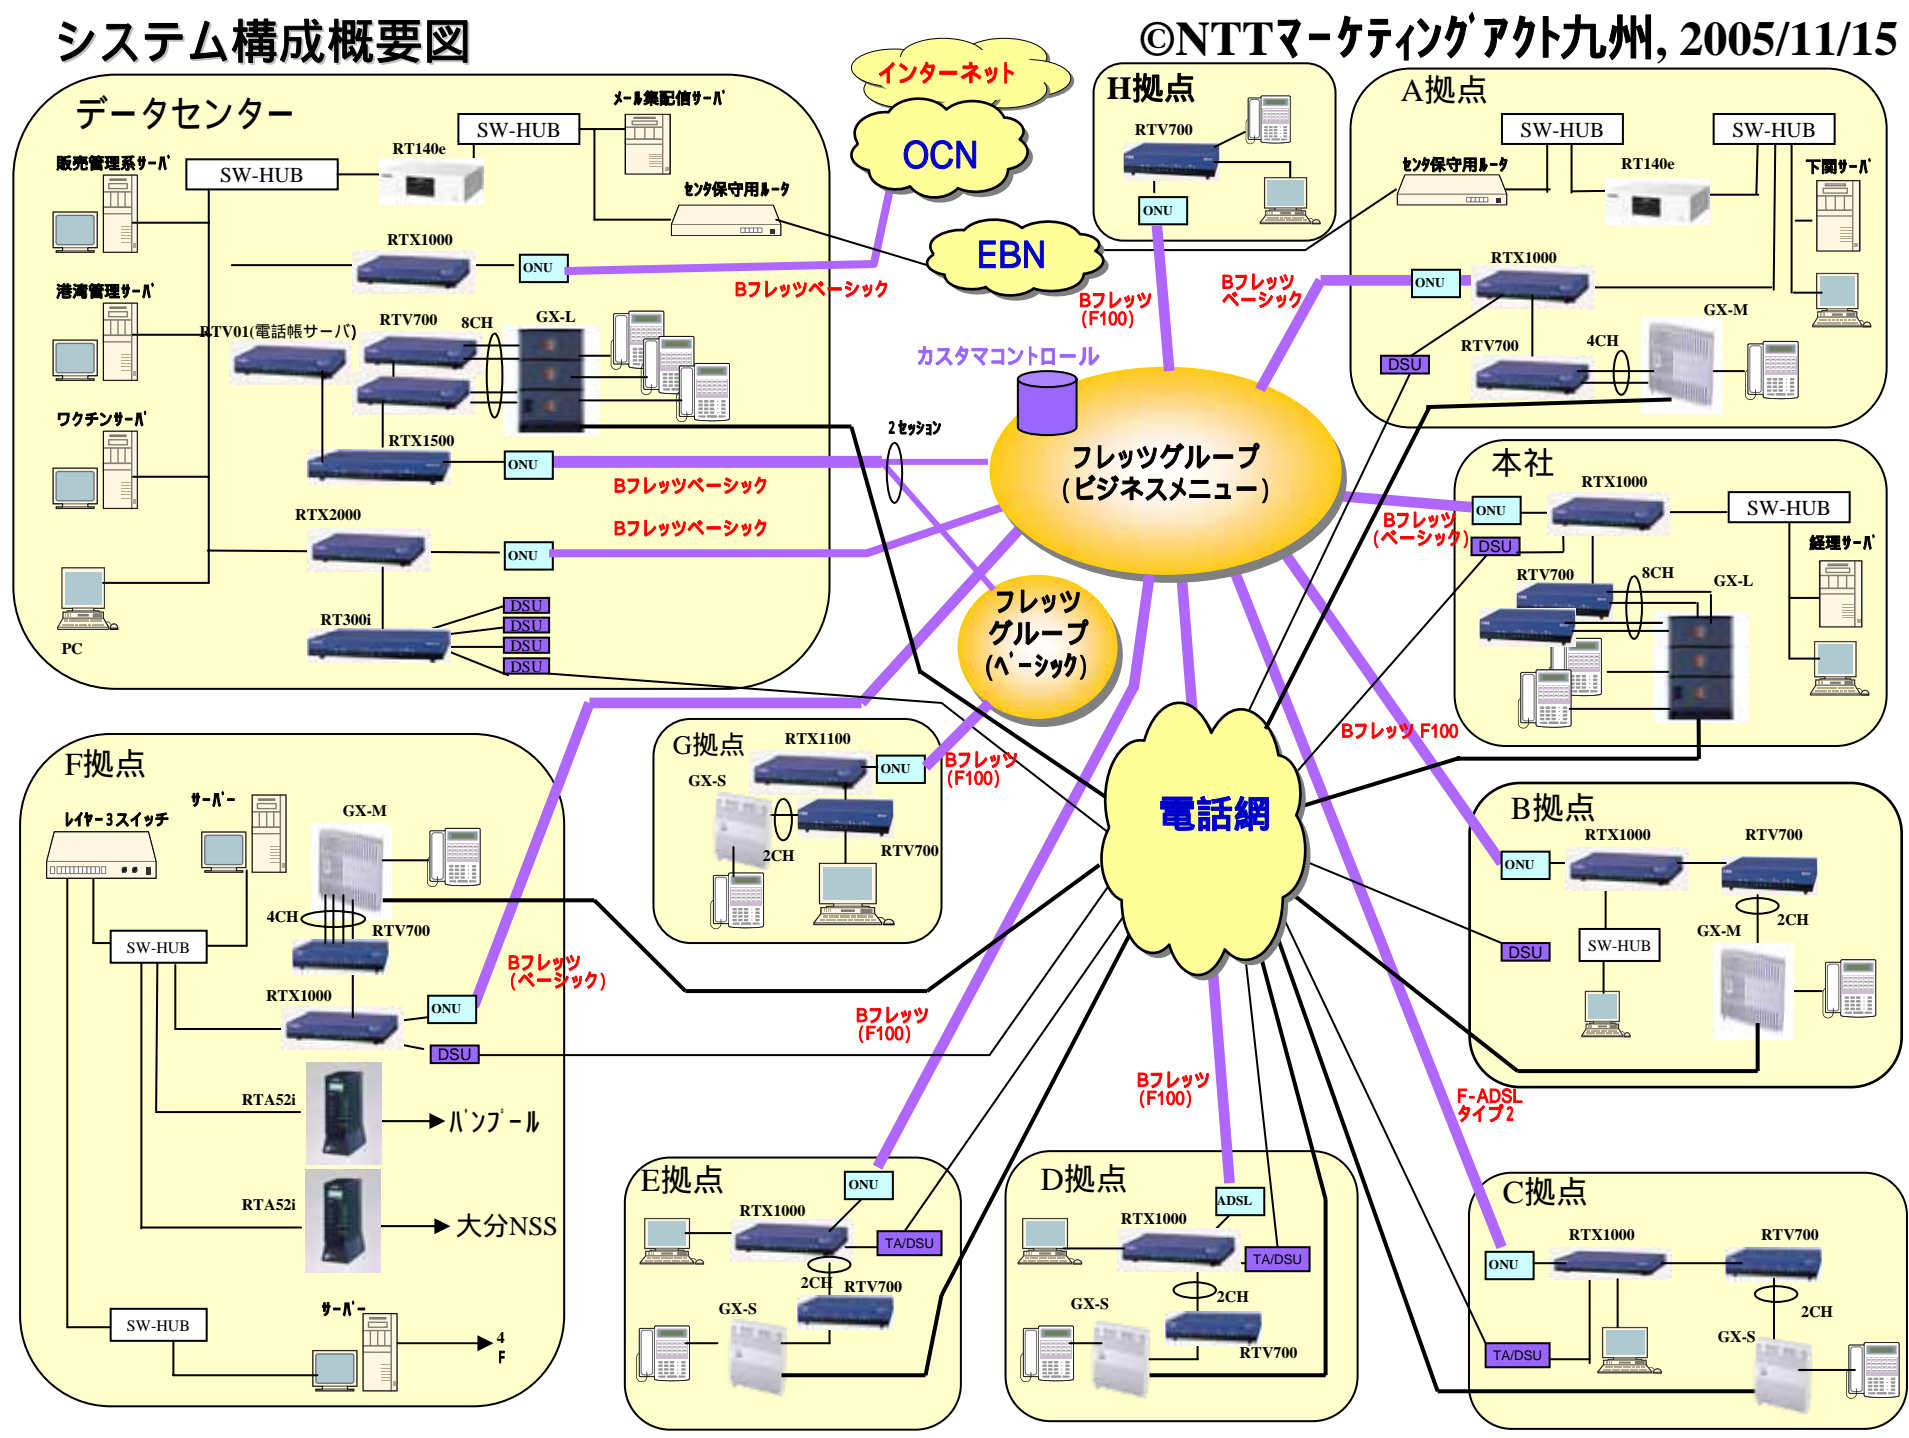 システム構成概要図
©NTTマーケティングアクト九州, 2005/11/15
データセンター
メール集配信サーバ
SW-HUB
RT140e
販売管理系サーバ
SW-HUB
センタ保守用ルータ
RTX1000
ONU
Bフレッツベーシック
港湾管理サーバ
RTV01(電話帳サーバ)
RTV700
8CH
GX-L
ワクチンサーバ
RTX1500
ONU
Bフレッツベーシック
2セッション
RTX2000
ONU
Bフレッツベーシック
PC
RT300i
DSU
DSU
DSU
DSU
インターネット
OCN
EBN
カスタマコントロール
フレッツグループ
(ビジネスメニュー)
フレッツ
グループ
(ベーシック)
電話網
H拠点
RTV700
ONU
Bフレッツ
(F100)
A拠点
SW-HUB
SW-HUB
センタ保守用ルータ
RT140e
下関サーバ
RTX1000
ONU
Bフレッツ
ベーシック
GX-M
DSU
RTV700
4CH
本社
RTX1000
ONU
SW-HUB
Bフレッツ
(ベーシック)
DSU
経理サーバ
RTV700
8CH
GX-L
Bフレッツ F100
B拠点
RTX1000
RTV700
ONU
2CH
GX-M
SW-HUB
DSU
F-ADSL
タイプ2
C拠点
RTX1000
RTV700
ONU
2CH
GX-S
TA/DSU
Bフレッツ
(F100)
D拠点
ADSL
RTX1000
TA/DSU
2CH
GX-S
RTV700
Bフレッツ
(F100)
E拠点
ONU
RTX1000
TA/DSU
2CH
RTV700
GX-S
G拠点
RTX1100
ONU
Bフレッツ
(F100)
GX-S
2CH
RTV700
F拠点
サーバー
レイヤー3スイッチ
GX-M
4CH
RTV700
SW-HUB
RTX1000
ONU
Bフレッツ
(ベーシック)
DSU
RTA52i
バンプール
RTA52i
大分NSS
サーバー
SW-HUB
4
F